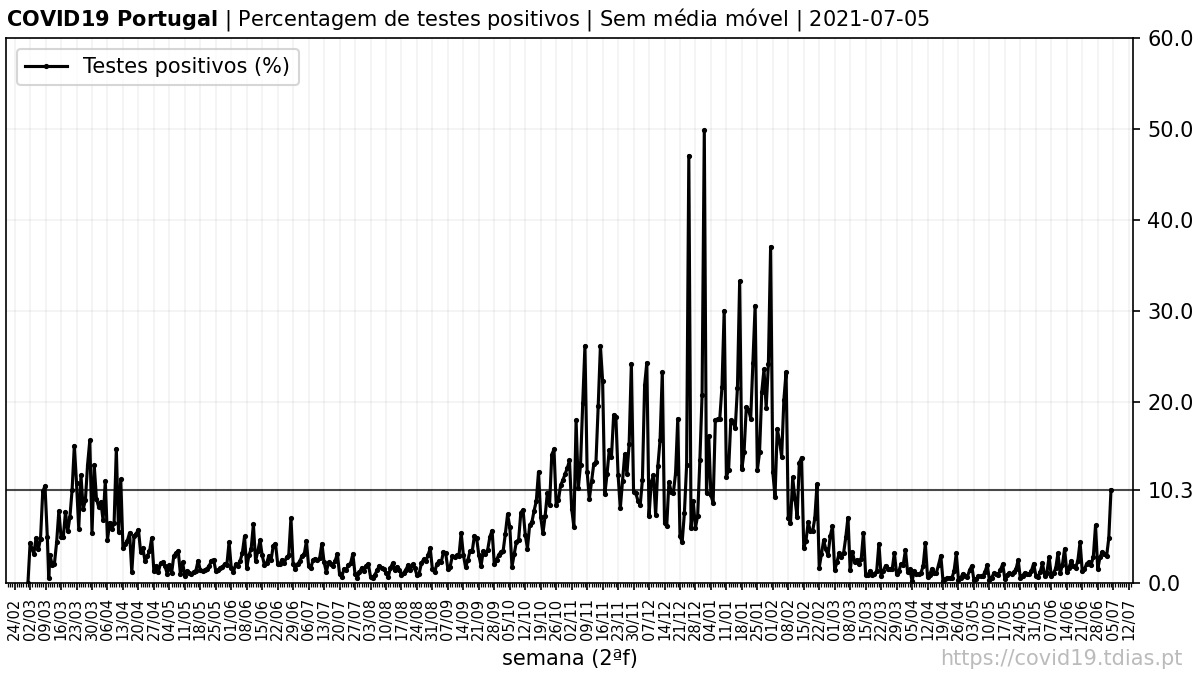 COVID19 Portugal | Percentagem de testes positivos | Sem média móvel | 2021-07-05
Testes positivos (%)
60.0
50.0
40.0
30.0
20.0
10.3
0.0
24/02 02/03 09/03 16/03 23/03 30/03 06/04 13/04 20/04 27/04 04/05 11/05 18/05 25/05 01/06 08/06 15/06 22/06 29/06 06/07 13/07 20/07 27/07 03/08 10/08 17/08 24/08 31/08 07/09 14/09 21/09 28/09 05/10 12/10 19/10 26/10 02/11 09/11 16/11 23/11 30/11 07/12 14/12 21/12 28/12 04/01 11/01 18/01 25/01 01/02 08/02 15/02 22/02 01/03 08/03 15/03 22/03 29/03 05/04 12/04 19/04 26/04 03/05 10/05 17/05 24/05 31/05 07/06 14/06 21/06 28/06 05/07 12/07
semana (2ªf)
https://covid19.tdias.pt